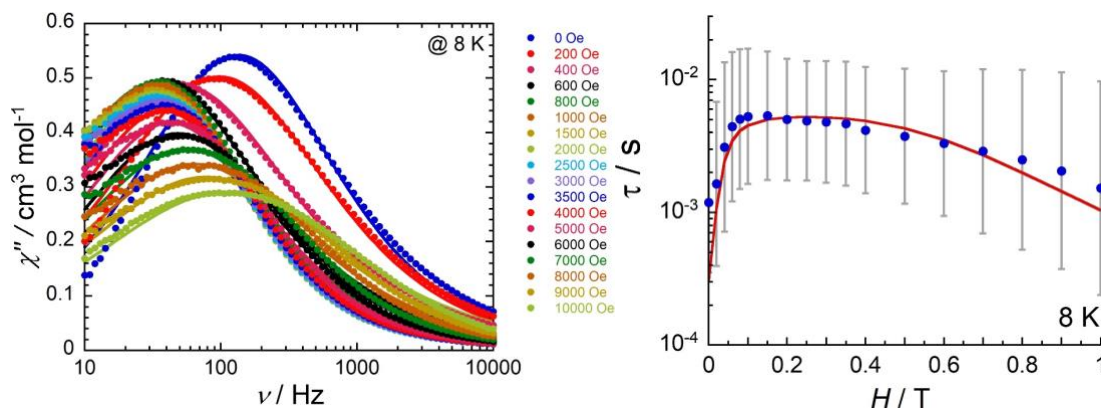 0.6
0.5
0.4
0.3
0.2
0.1
0
χ″ / cm³ mol⁻¹
@ 8 K
10
100
1000
10000
ν / Hz
0 Oe
200 Oe
400 Oe
600 Oe
800 Oe
1000 Oe
1500 Oe
2000 Oe
2500 Oe
3000 Oe
3500 Oe
4000 Oe
5000 Oe
6000 Oe
7000 Oe
8000 Oe
9000 Oe
10000 Oe
10⁻²
10⁻³
10⁻⁴
τ / s
8 K
0
0.2
0.4
0.6
0.8
1
H / T